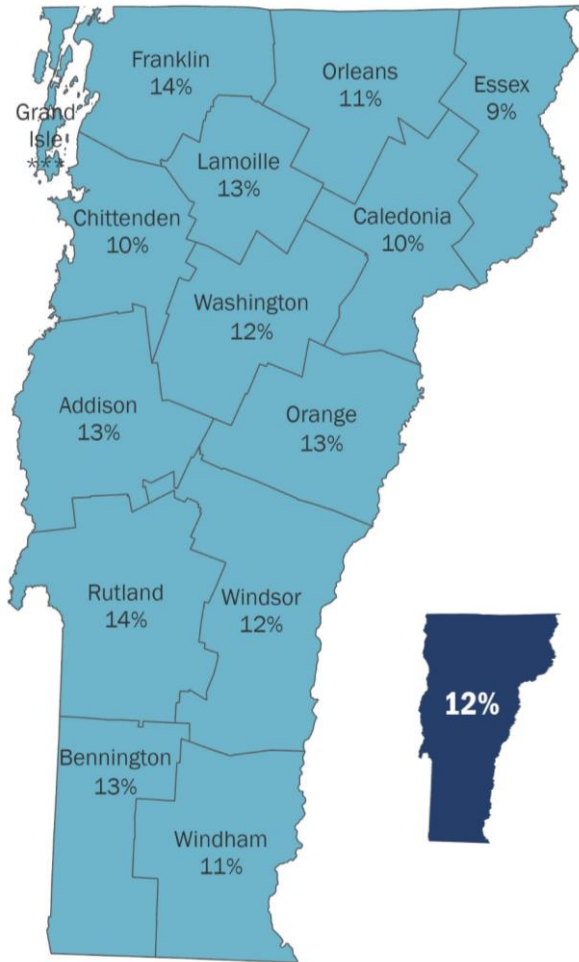 Franklin
14%
Orleans
11%
Essex
9%
Grand
Isle
***
Lamoille
13%
Chittenden
10%
Caledonia
10%
Washington
12%
Addison
13%
Orange
13%
Rutland
14%
Windsor
12%
12%
Bennington
13%
Windham
11%